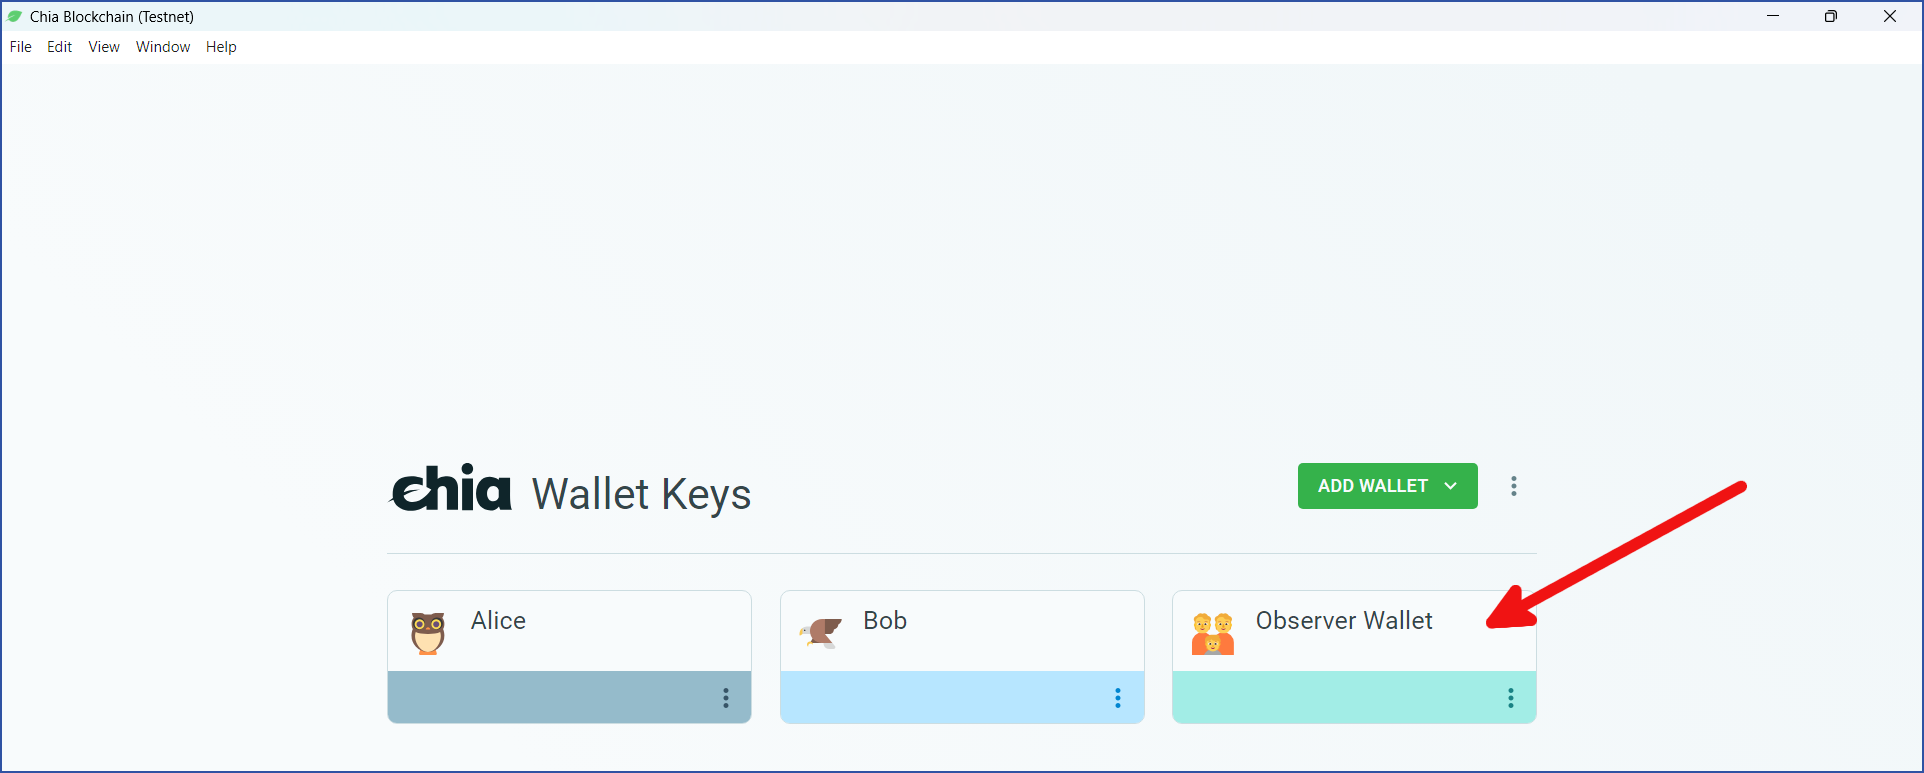 Chia Blockchain (Testnet)
File Edit View Window Help
chia Wallet Keys
ADD WALLET
Alice
Bob
Observer Wallet